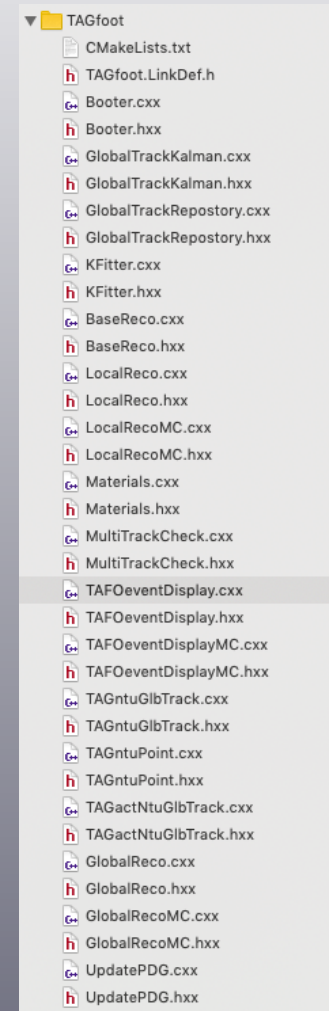 TAGfoot
CMakeLists.txt
TAGfoot.LinkDef.h
Booter.cxx
Booter.hxx
GlobalTrackKalman.cxx
GlobalTrackKalman.hxx
GlobalTrackRepostory.cxx
GlobalTrackRepostory.hxx
KFitter.cxx
KFitter.hxx
BaseReco.cxx
BaseReco.hxx
LocalReco.cxx
LocalReco.hxx
LocalRecoMC.cxx
LocalRecoMC.hxx
Materials.cxx
Materials.hxx
MultiTrackCheck.cxx
MultiTrackCheck.hxx
TAFOeventDisplay.cxx
TAFOeventDisplay.hxx
TAFOeventDisplayMC.cxx
TAFOeventDisplayMC.hxx
TAGntuGlbTrack.cxx
TAGntuGlbTrack.hxx
TAGntuPoint.cxx
TAGntuPoint.hxx
TAGactNtuGlbTrack.cxx
TAGactNtuGlbTrack.hxx
GlobalReco.cxx
GlobalReco.hxx
GlobalRecoMC.cxx
GlobalRecoMC.hxx
UpdatePDG.cxx
UpdatePDG.hxx